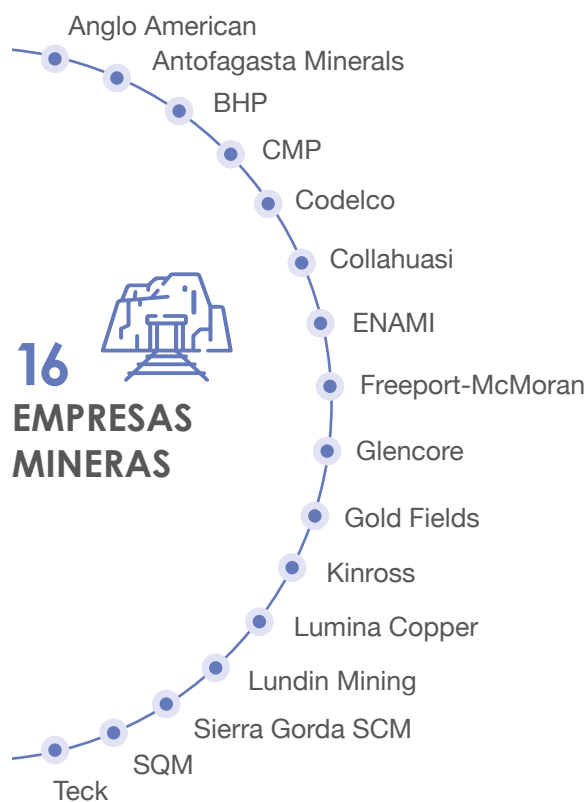 Anglo American
Antofagasta Minerals
BHP
CMP
Codelco
Collahuasi
ENAMI
16
EMPRESAS
MINERAS
Freeport-McMoran
Glencore
Gold Fields
Kinross
Lumina Copper
Lundin Mining
Sierra Gorda SCM
SQM
Teck